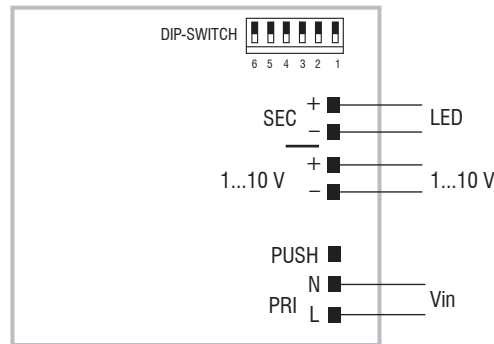 DIP-SWITCH
6 5 4 3 2 1
SEC + LED
−
1...10 V + 1...10 V
−
PUSH
PRI N Vin
L